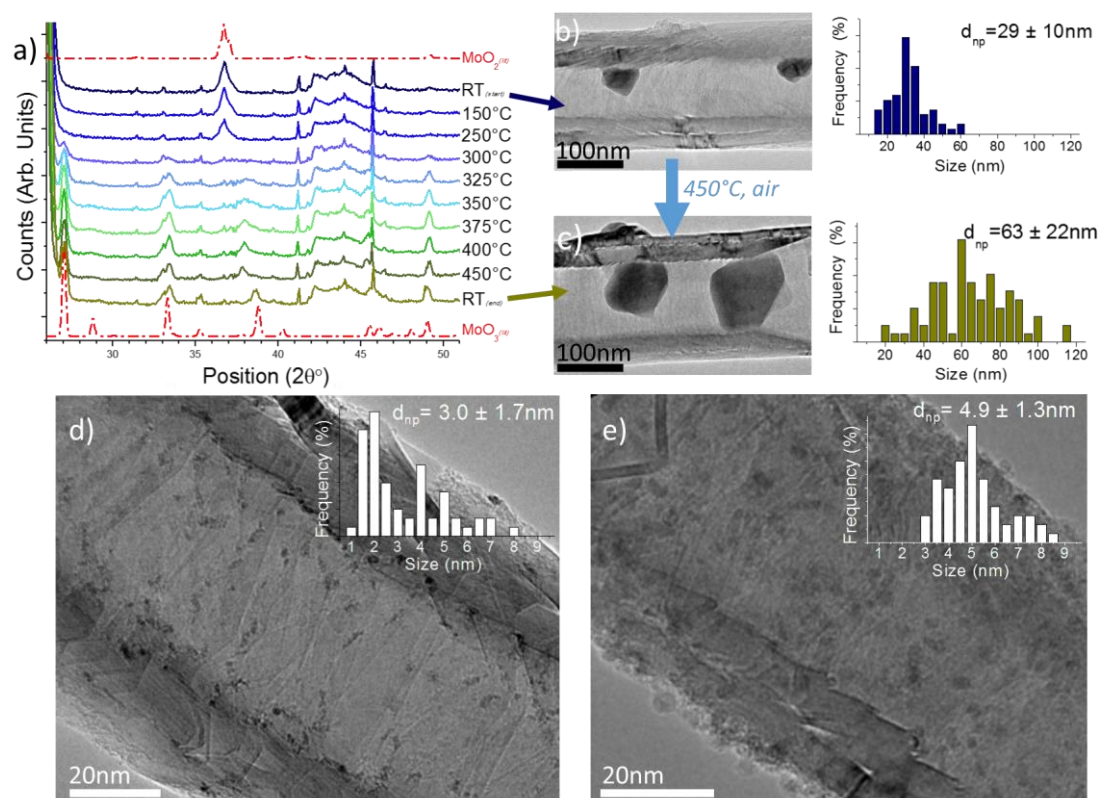 a)
Counts (Arb. Units)
MoO2(lit)
RT(start)
150°C
250°C
300°C
325°C
350°C
375°C
400°C
450°C
RT(end)
MoO3(lit)
30 35 40 45 50
Position (2θ°)
b)
100nm
450°C, air
c)
100nm
Frequency (%)
dnp=29 ± 10nm
20 40 60 80 100 120
Size (nm)
Frequency (%)
dnp=63 ± 22nm
20 40 60 80 100 120
Size (nm)
d)
dnp= 3.0 ± 1.7nm
Frequency (%)
1 2 3 4 5 6 7 8 9
Size (nm)
20nm
e)
dnp= 4.9 ± 1.3nm
Frequency (%)
1 2 3 4 5 6 7 8 9
Size (nm)
20nm